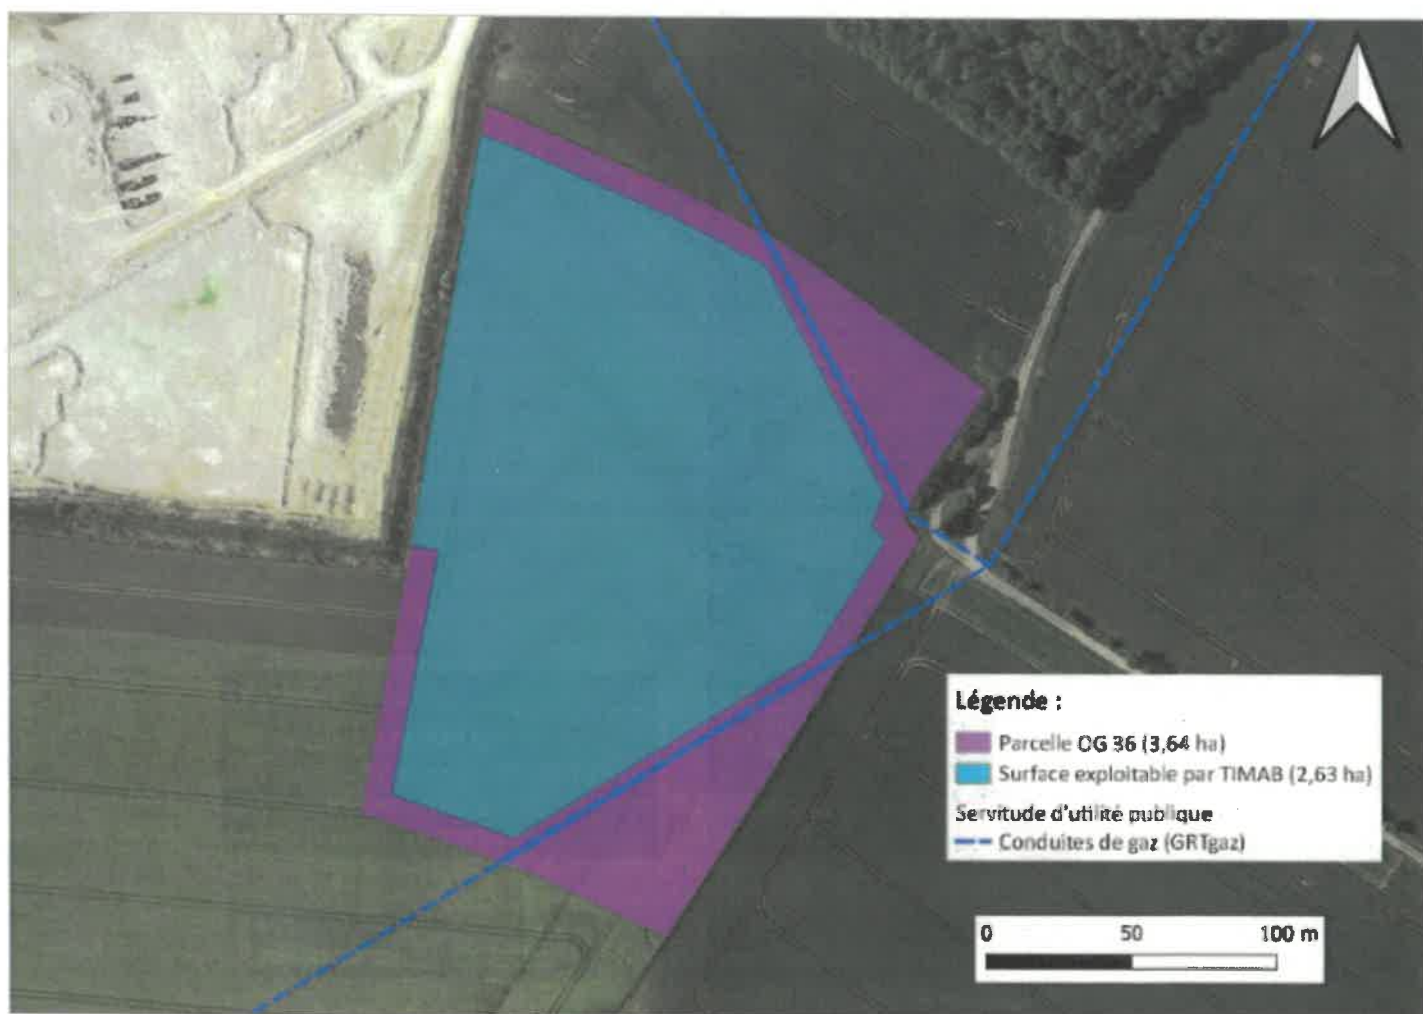 Légende :
Parcelle OG 36 (3,64 ha)
Surface exploitable par TIMAB (2,63 ha)
Servitude d'utilité publique
Conduites de gaz (GRTgaz)
0 50 100 m